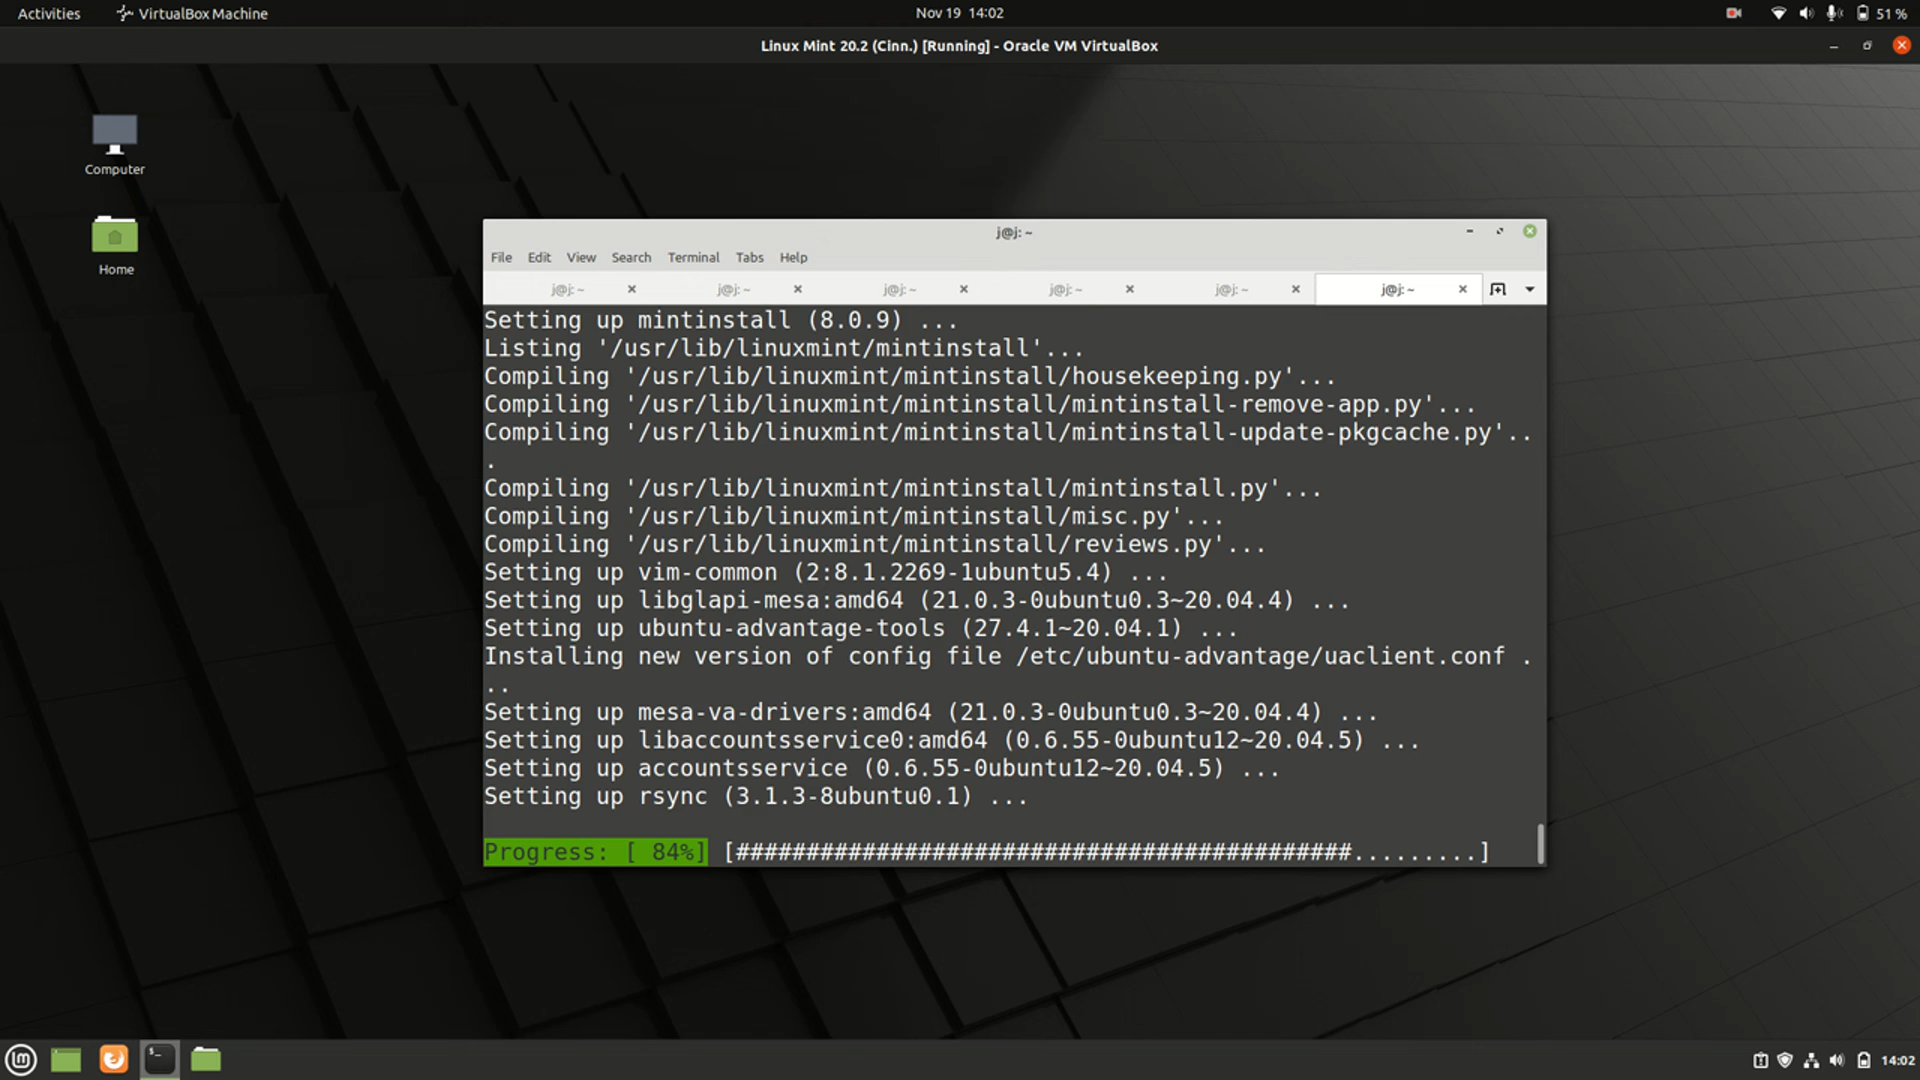 Activities
VirtualBox Machine
Nov 19 14:02
51 %
Linux Mint 20.2 (Cinn.) [Running] - Oracle VM VirtualBox
Computer
Home
j@j: ~
File Edit View Search Terminal Tabs Help
j@j: ~ j@j: ~ j@j: ~ j@j: ~ j@j: ~ j@j: ~
Setting up mintinstall (8.0.9) ...
Listing '/usr/lib/linuxmint/mintinstall'...
Compiling '/usr/lib/linuxmint/mintinstall/housekeeping.py'...
Compiling '/usr/lib/linuxmint/mintinstall/mintinstall-remove-app.py'...
Compiling '/usr/lib/linuxmint/mintinstall/mintinstall-update-pkgcache.py'..
.
Compiling '/usr/lib/linuxmint/mintinstall/mintinstall.py'...
Compiling '/usr/lib/linuxmint/mintinstall/misc.py'...
Compiling '/usr/lib/linuxmint/mintinstall/reviews.py'...
Setting up vim-common (2:8.1.2269-1ubuntu5.4) ...
Setting up libglapi-mesa:amd64 (21.0.3-0ubuntu0.3~20.04.4) ...
Setting up ubuntu-advantage-tools (27.4.1~20.04.1) ...
Installing new version of config file /etc/ubuntu-advantage/uaclient.conf .
..
Setting up mesa-va-drivers:amd64 (21.0.3-0ubuntu0.3~20.04.4) ...
Setting up libaccountsservice0:amd64 (0.6.55-0ubuntu12~20.04.5) ...
Setting up accountsservice (0.6.55-0ubuntu12~20.04.5) ...
Setting up rsync (3.1.3-8ubuntu0.1) ...
Progress: [ 84%] [############################################.........]
14:02